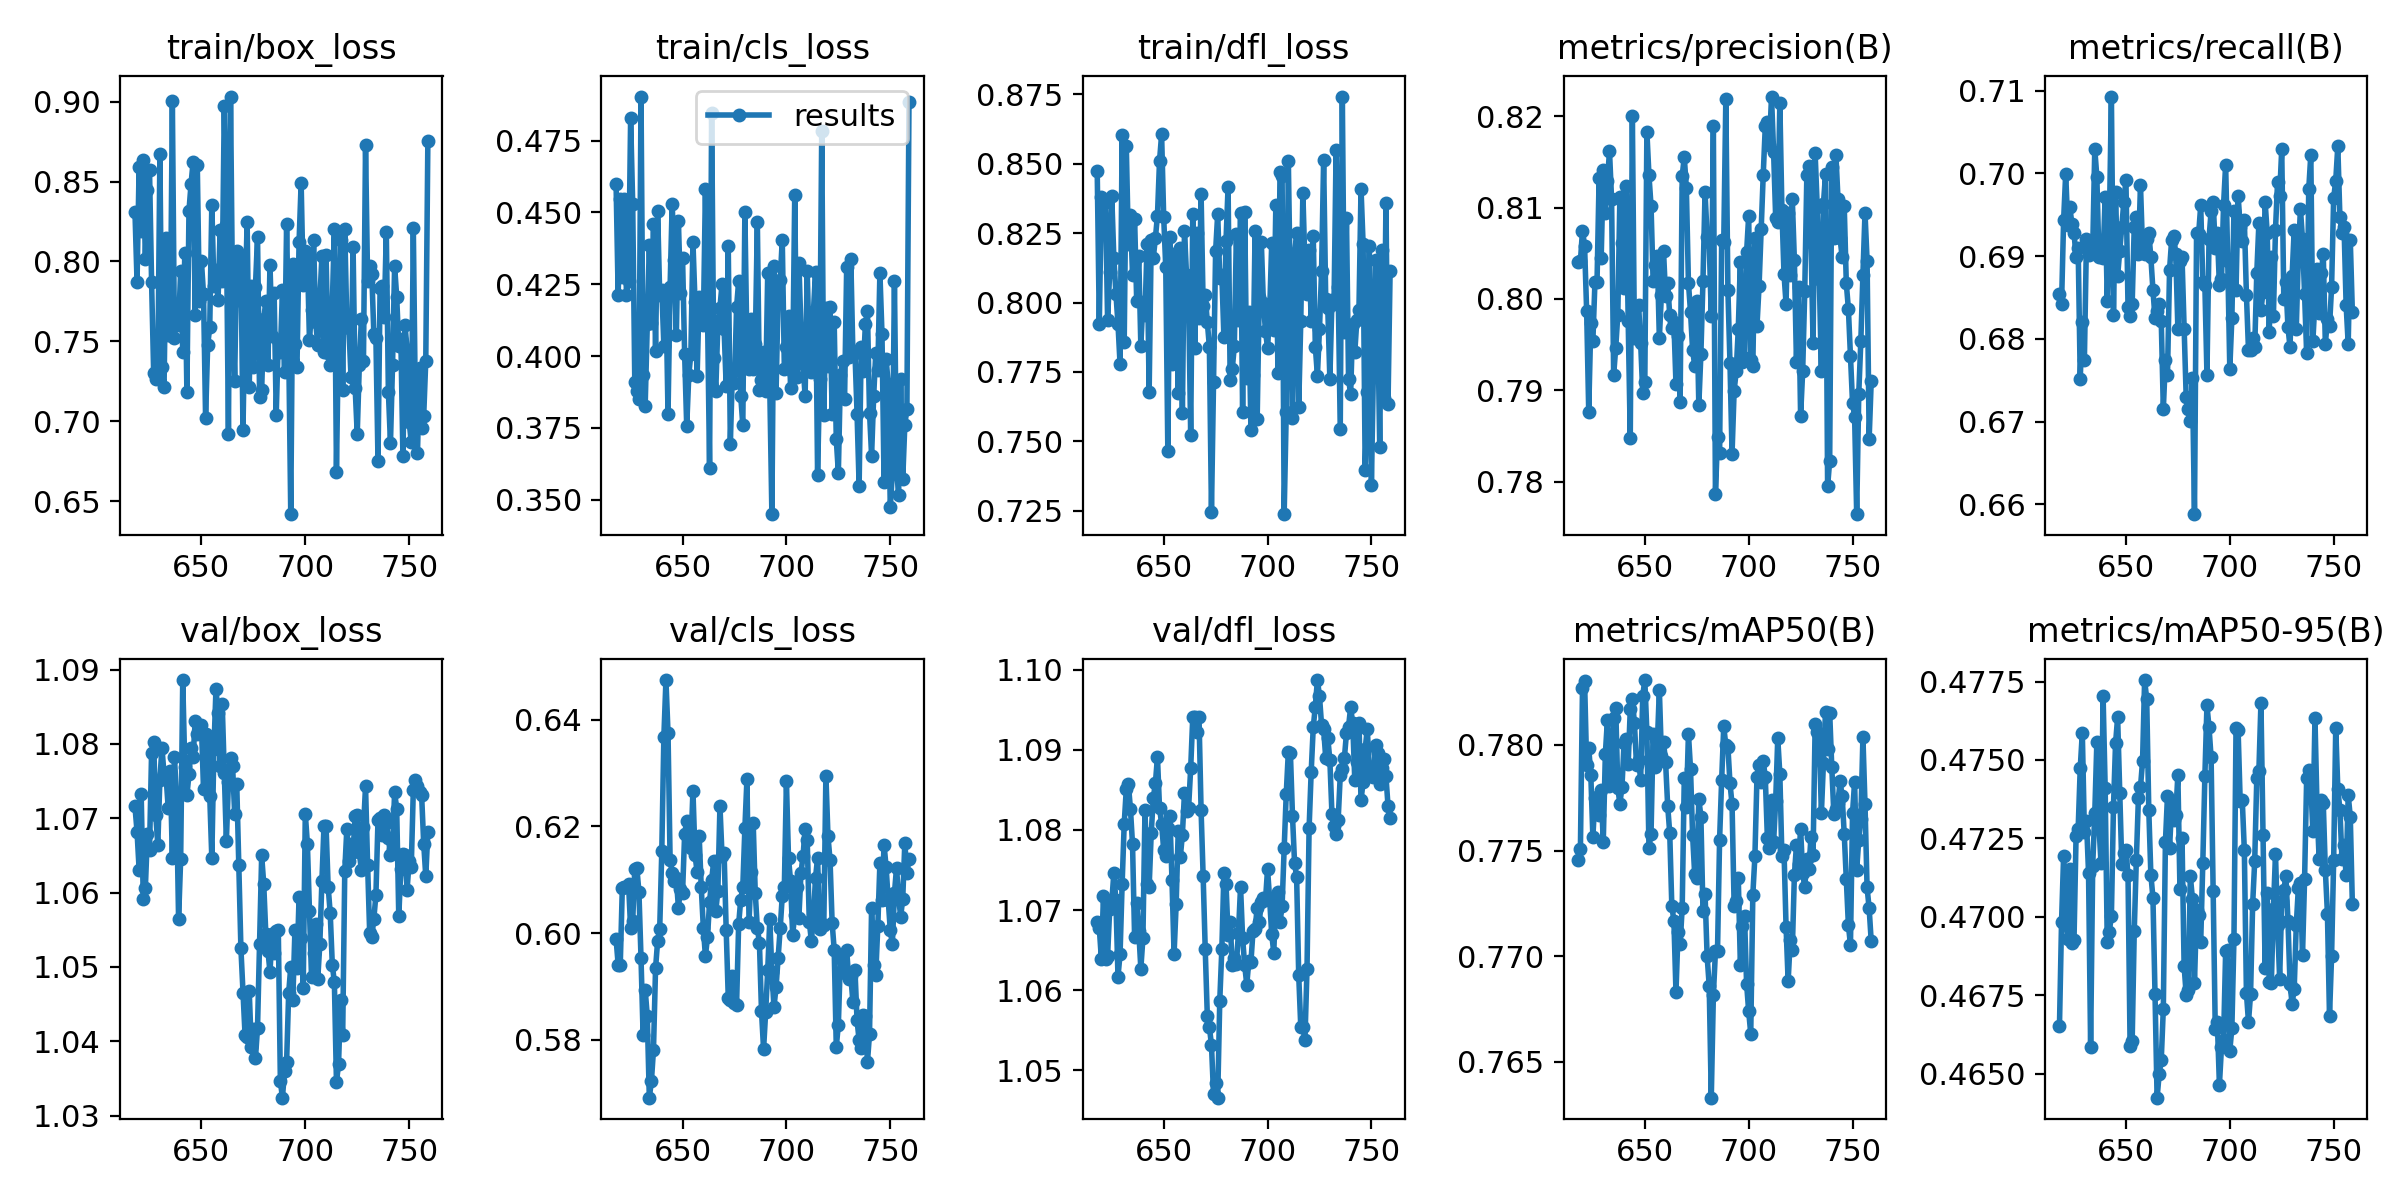 train/box_loss
0.90
0.85
0.80
0.75
0.70
0.65
650 700 750
train/cls_loss
results
0.475
0.450
0.425
0.400
0.375
0.350
650 700 750
train/dfl_loss
0.875
0.850
0.825
0.800
0.775
0.750
0.725
650 700 750
metrics/precision(B)
0.82
0.81
0.80
0.79
0.78
650 700 750
metrics/recall(B)
0.71
0.70
0.69
0.68
0.67
0.66
650 700 750
val/box_loss
1.09
1.08
1.07
1.06
1.05
1.04
1.03
650 700 750
val/cls_loss
0.64
0.62
0.60
0.58
650 700 750
val/dfl_loss
1.10
1.09
1.08
1.07
1.06
1.05
650 700 750
metrics/mAP50(B)
0.780
0.775
0.770
0.765
650 700 750
metrics/mAP50-95(B)
0.4775
0.4750
0.4725
0.4700
0.4675
0.4650
650 700 750